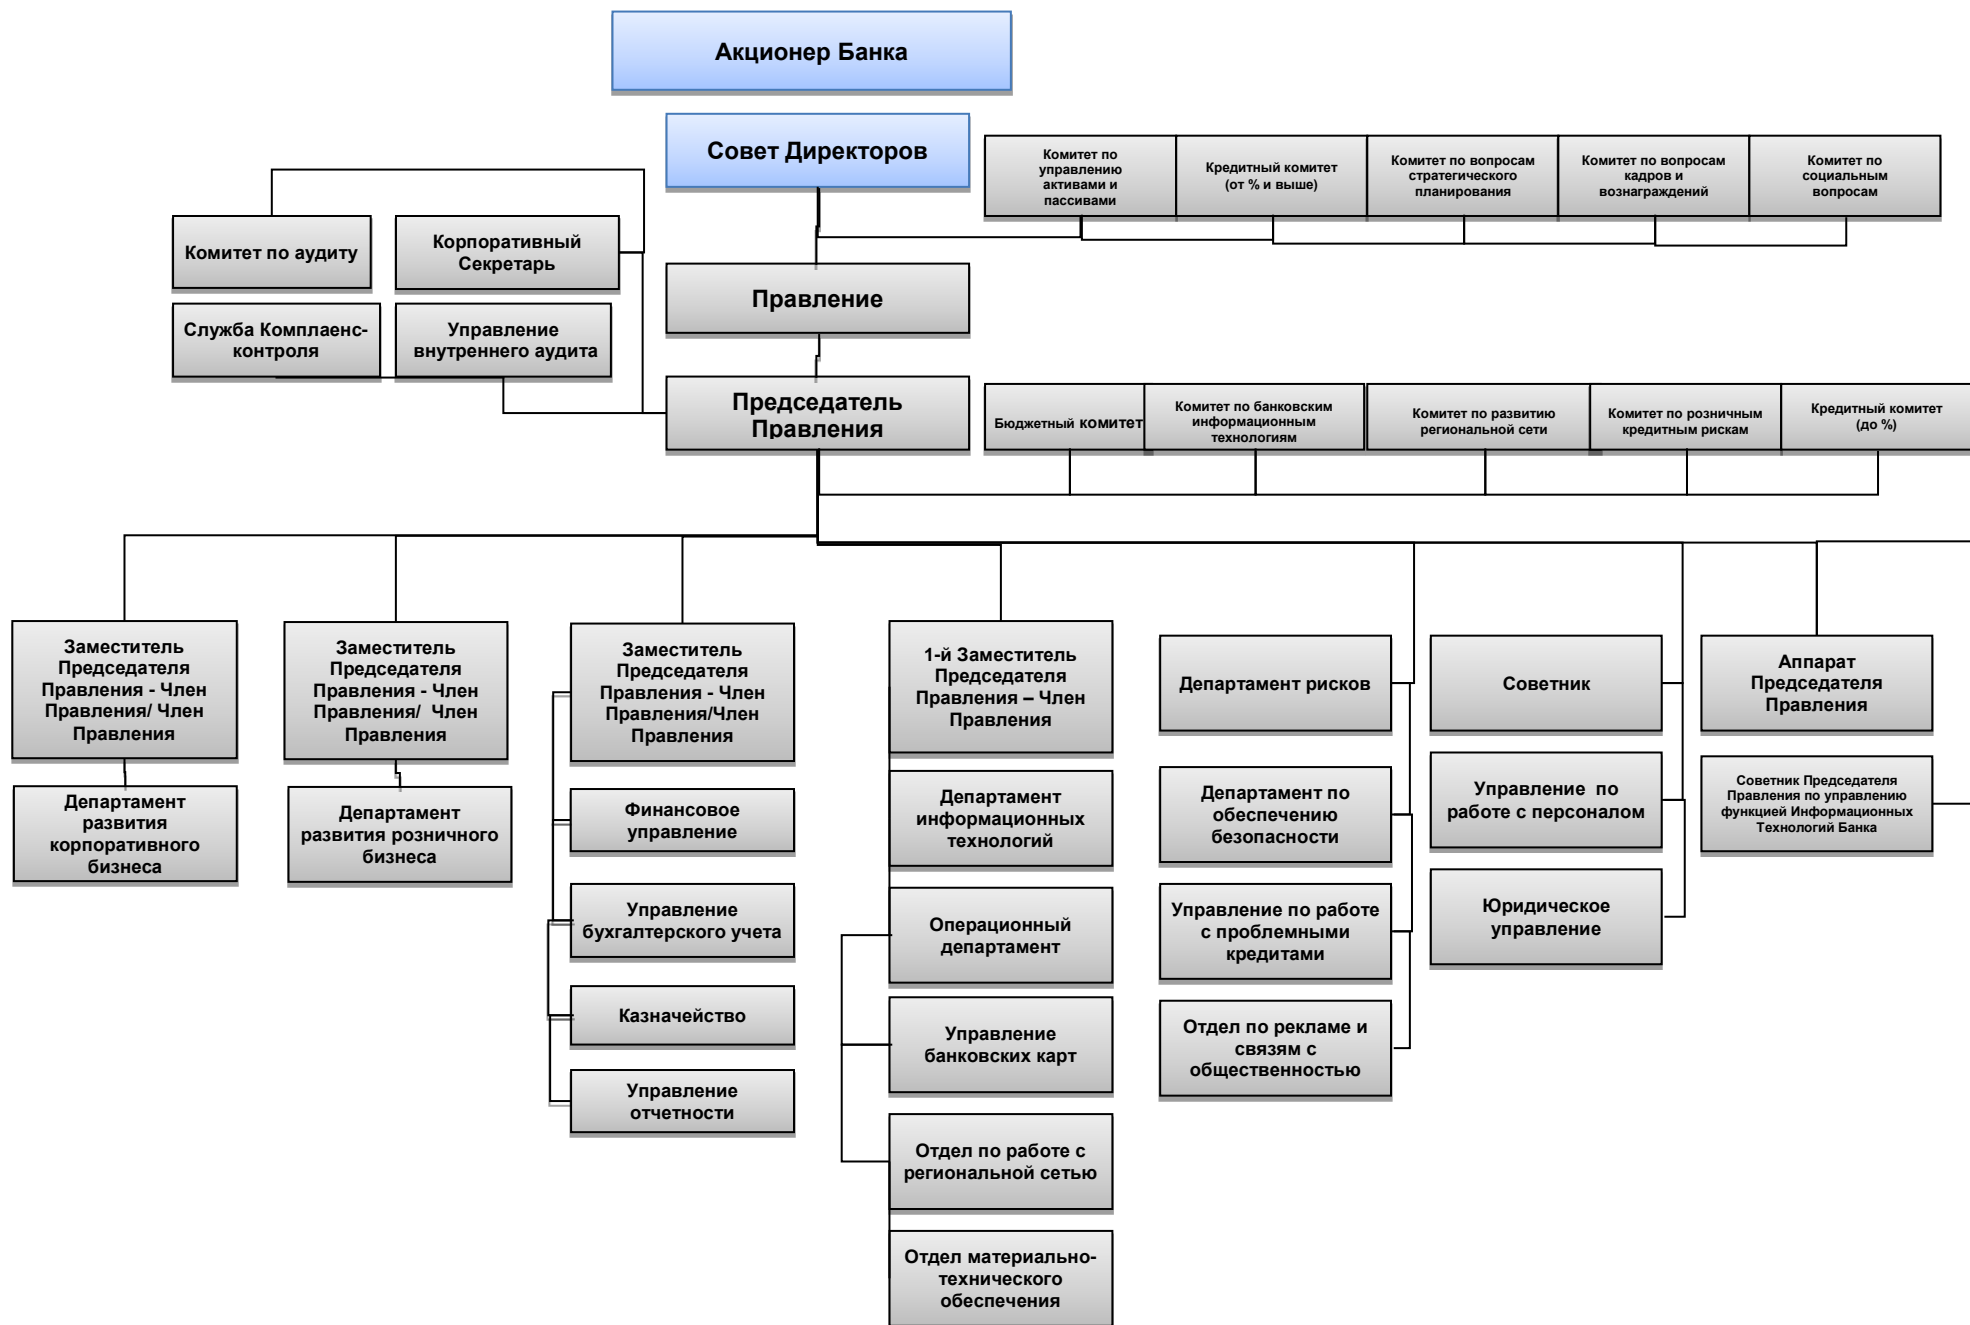 Акционер Банка
Совет Директоров
Комитет по
управлению
активами и
пассивами
Кредитный комитет
(от % и выше)
Комитет по вопросам
стратегического
планирования
Комитет по вопросам
кадров и
вознаграждений
Комитет по
социальным
вопросам
Комитет по аудиту
Корпоративный
Секретарь
Правление
Служба Комплаенс-
контроля
Управление
внутреннего аудита
Председатель
Правления
Бюджетный комитет
Комитет по банковским
информационным
технологиям
Комитет по развитию
региональной сети
Комитет по розничным
кредитным рискам
Кредитный комитет
(до %)
Заместитель
Председателя
Правления - Член
Правления/ Член
Правления
Заместитель
Председателя
Правления - Член
Правления/ Член
Правления
Заместитель
Председателя
Правления - Член
Правления/Член
Правления
1-й Заместитель
Председателя
Правления – Член
Правления
Департамент рисков
Советник
Аппарат
Председателя
Правления
Департамент
развития
корпоративного
бизнеса
Департамент
развития розничного
бизнеса
Финансовое
управление
Департамент
информационных
технологий
Департамент по
обеспечению
безопасности
Управление по
работе с персоналом
Советник Председателя
Правления по управлению
функцией Информационных
Технологий Банка
Управление
бухгалтерского учета
Операционный
департамент
Управление по работе
с проблемными
кредитами
Юридическое
управление
Казначейство
Управление
банковских карт
Отдел по рекламе и
связям с
общественностью
Управление
отчетности
Отдел по работе с
региональной сетью
Отдел материально-
технического
обеспечения